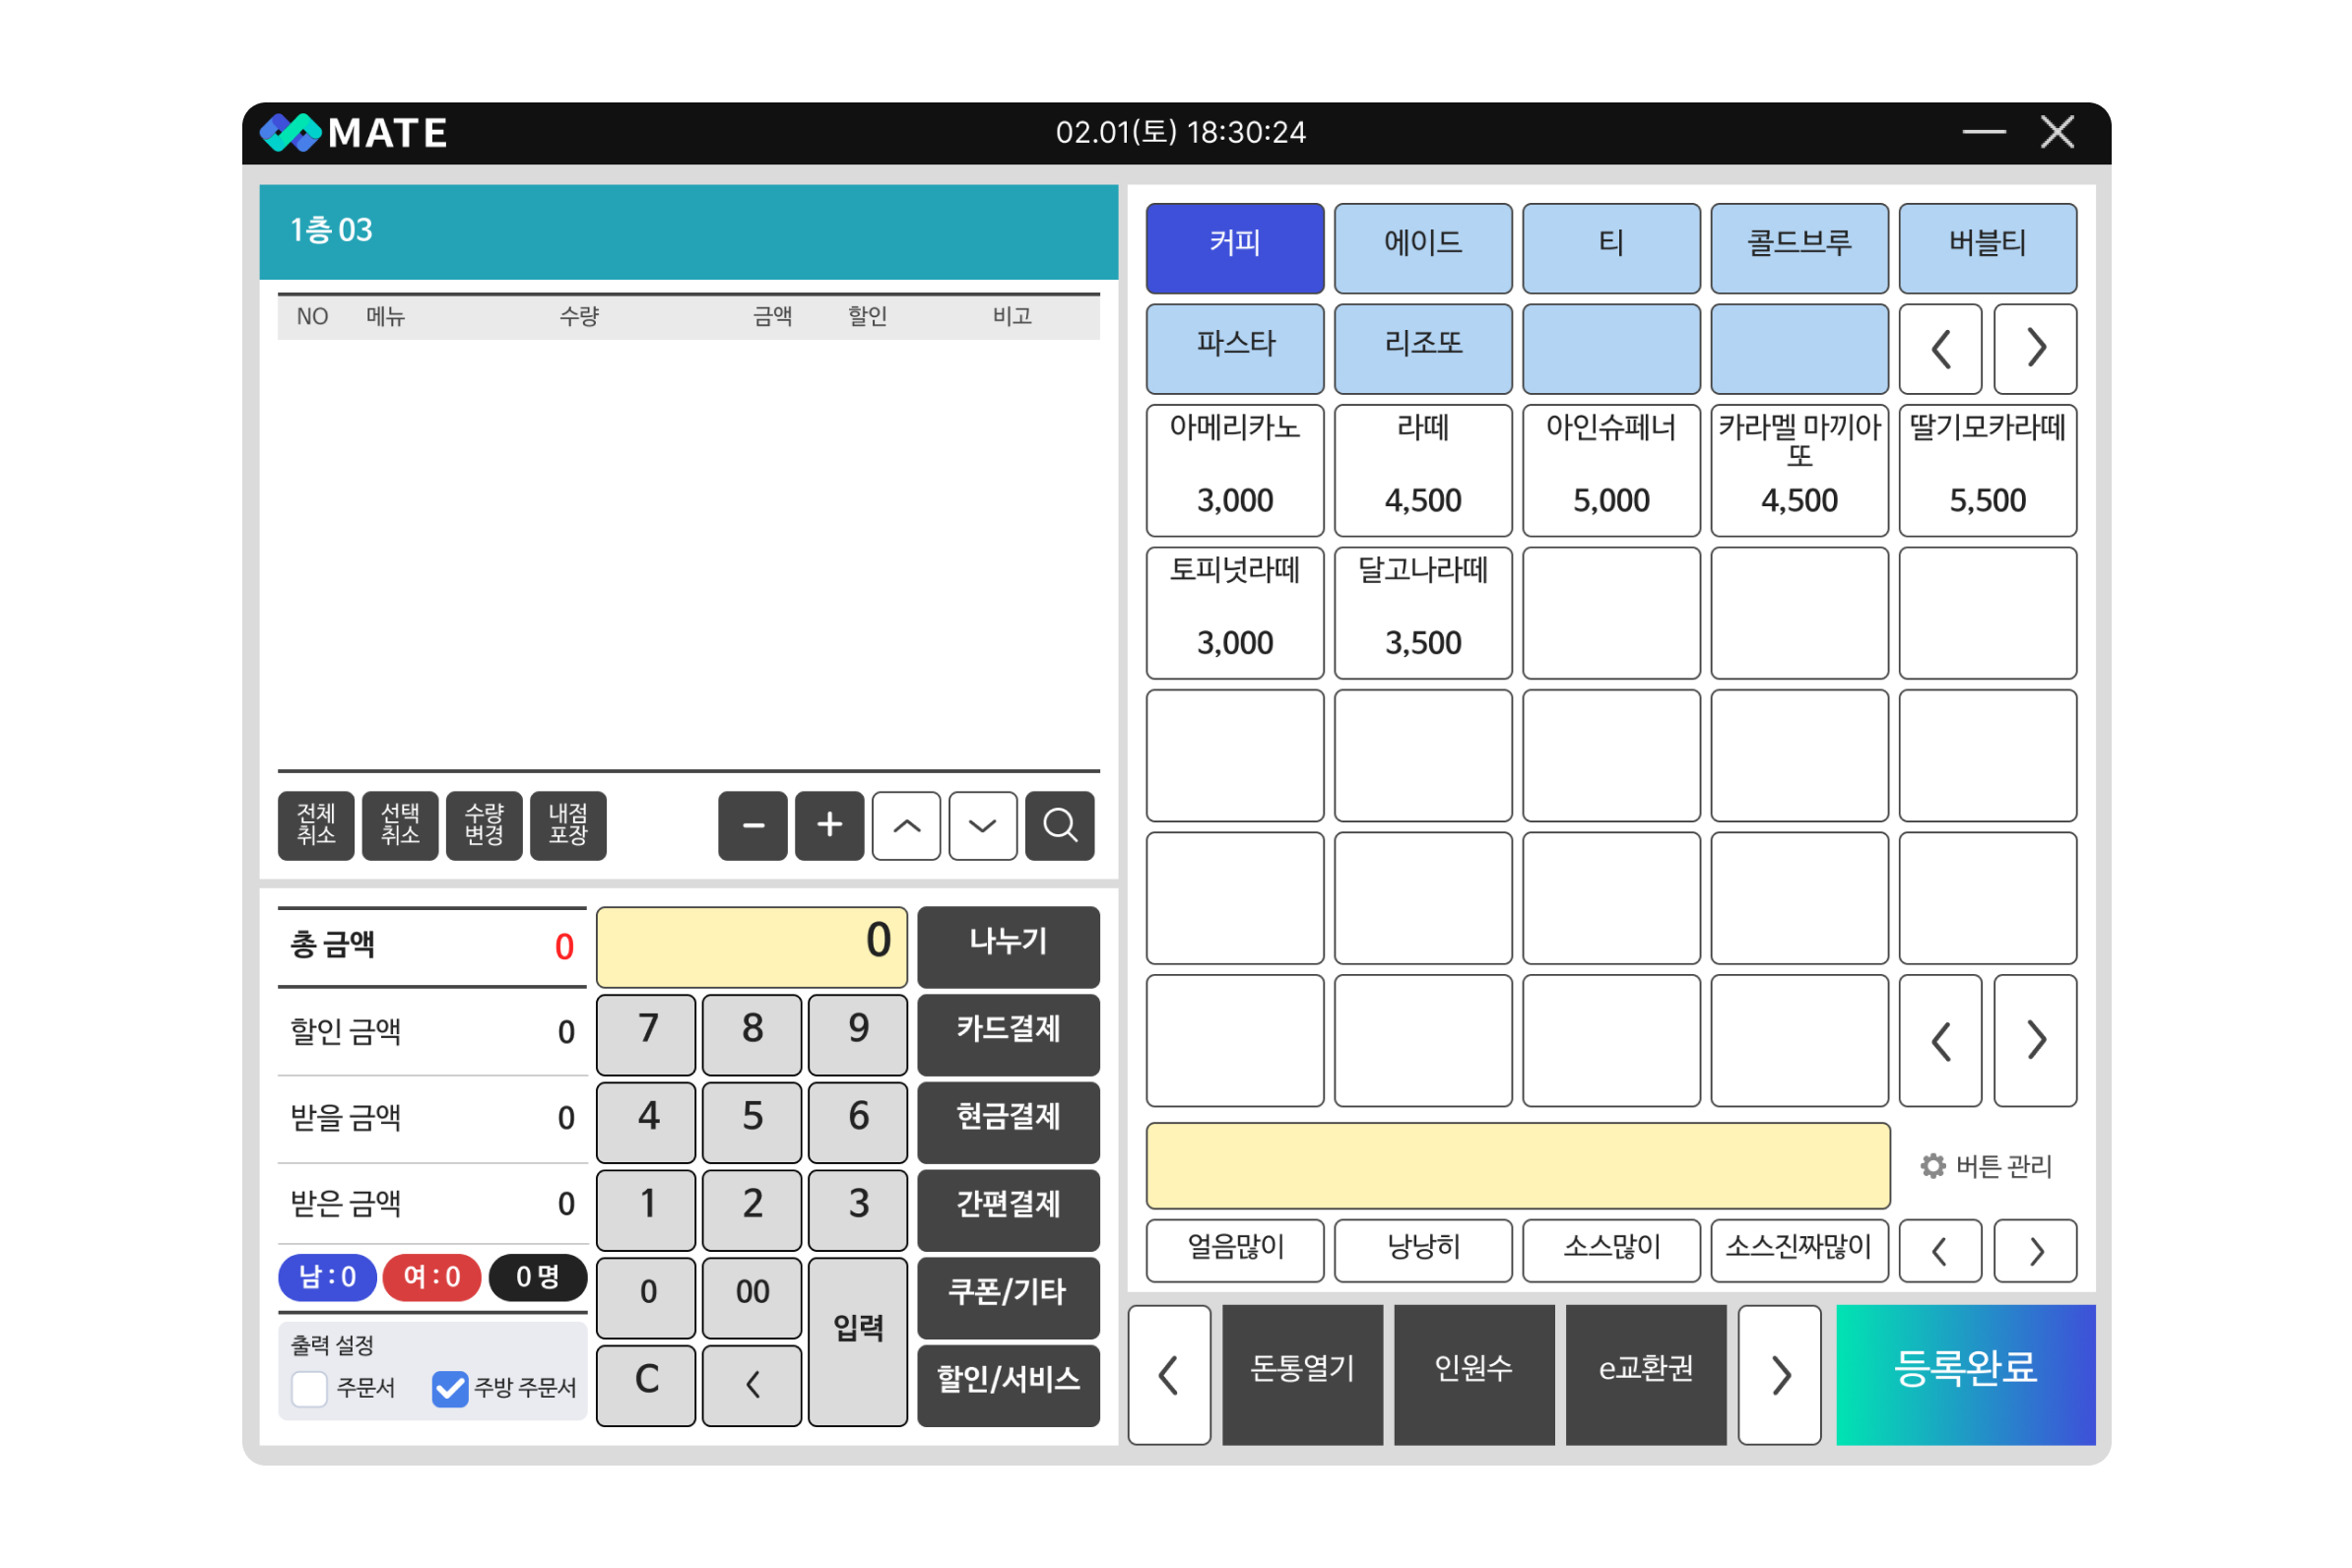 MATE
02.01(토) 18:30:24
1층 03
NO 메뉴 수량 금액 할인 비고
전체
취소
선택
취소
수량
변경
내점
포장
- +
총 금액 0
할인 금액 0
받을 금액 0
받은 금액 0
남 : 0 여 : 0 0 명
출력 설정
주문서 주방 주문서
0
7 8 9
4 5 6
1 2 3
0 00 입력
C
나누기
카드결제
현금결제
간편결제
쿠폰/기타
할인/서비스
커피 에이드 티 콜드브루 버블티
파스타 리조또
아메리카노
3,000
라떼
4,500
아인슈페너
5,000
카라멜 마끼아
또
4,500
딸기모카라떼
5,500
토피넛라떼
3,000
달고나라떼
3,500
버튼 관리
얼음많이 낭낭히 소스많이 소스진짜많이
돈통열기 인원수 e교환권 등록완료